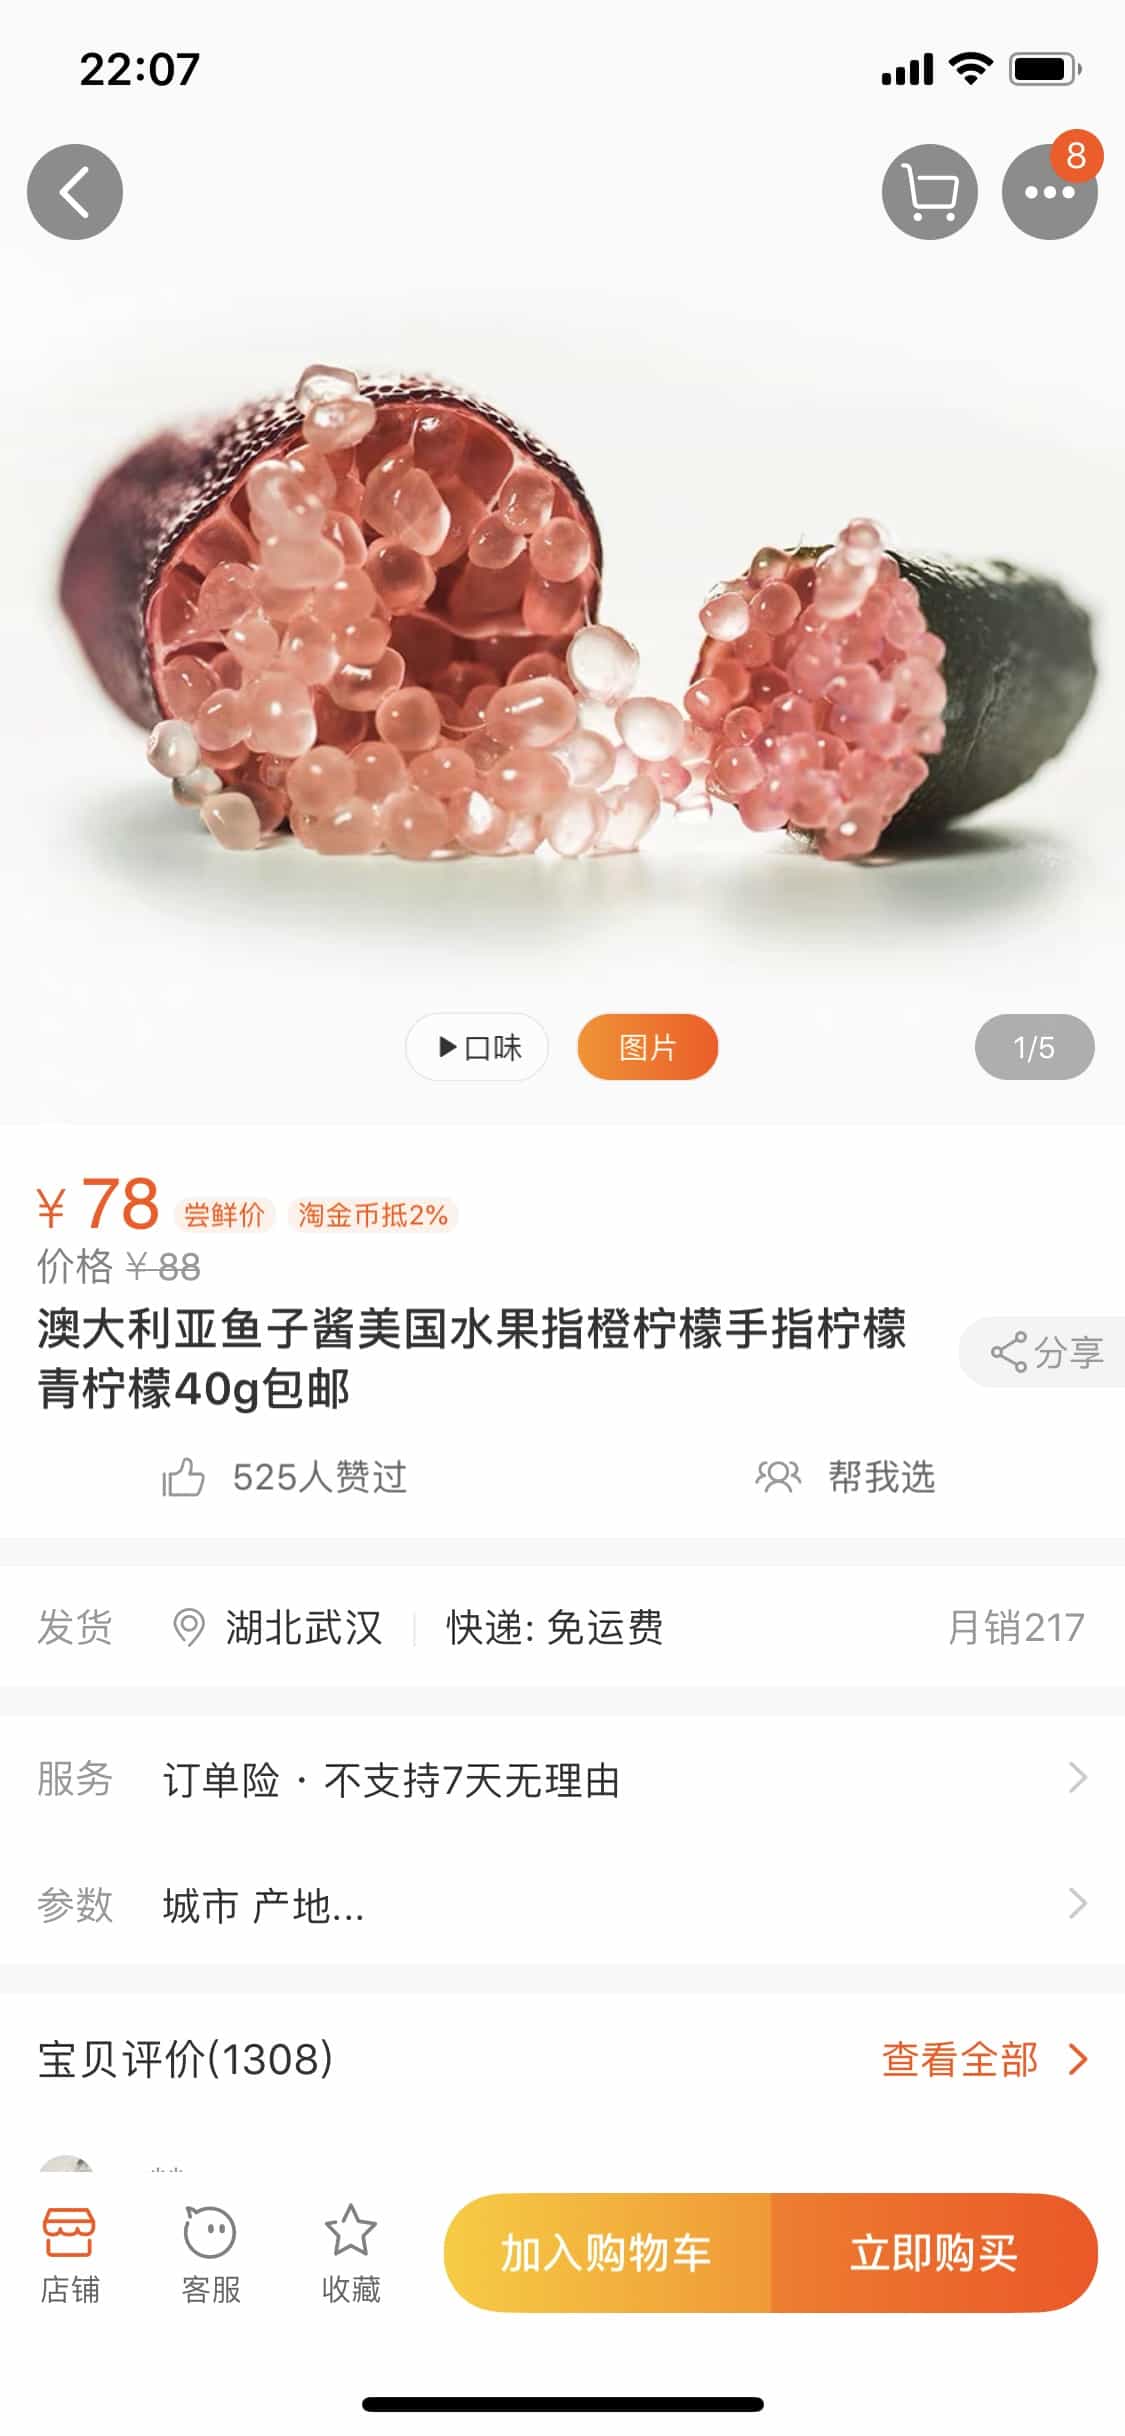 22:07
8
口味
图片
1/5
¥ 78 尝鲜价 淘金币抵2%
价格 ¥ 88
澳大利亚鱼子酱美国水果指橙柠檬手指柠檬
青柠檬40g包邮
分享
525人赞过
帮我选
发货 湖北武汉 快递: 免运费 月销217
服务 订单险 · 不支持7天无理由
参数 城市 产地...
宝贝评价(1308) 查看全部
店铺 客服 收藏 加入购物车 立即购买